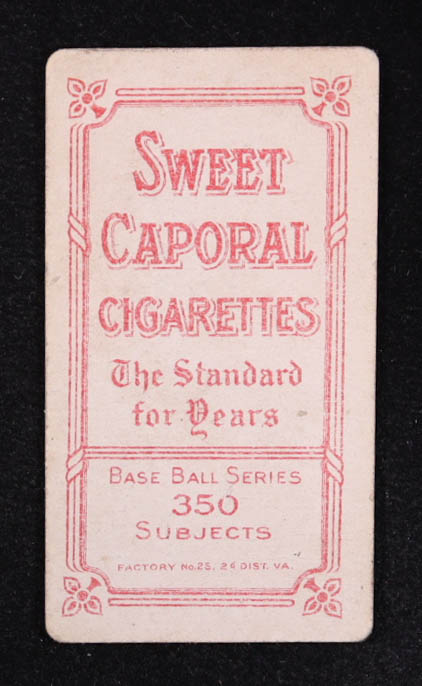 SWEET
CAPORAL
CIGARETTES
The Standard
for Years
BASE BALL SERIES
350
SUBJECTS
FACTORY No. 25, 2d DIST. VA.